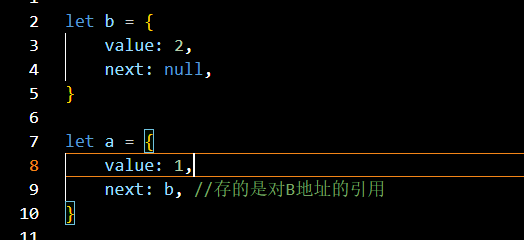 2 let b = {
3 value: 2,
4 next: null,
5 }
6
7 let a = {
8 value: 1,
9 next: b, //存的是对B地址的引用
10 }